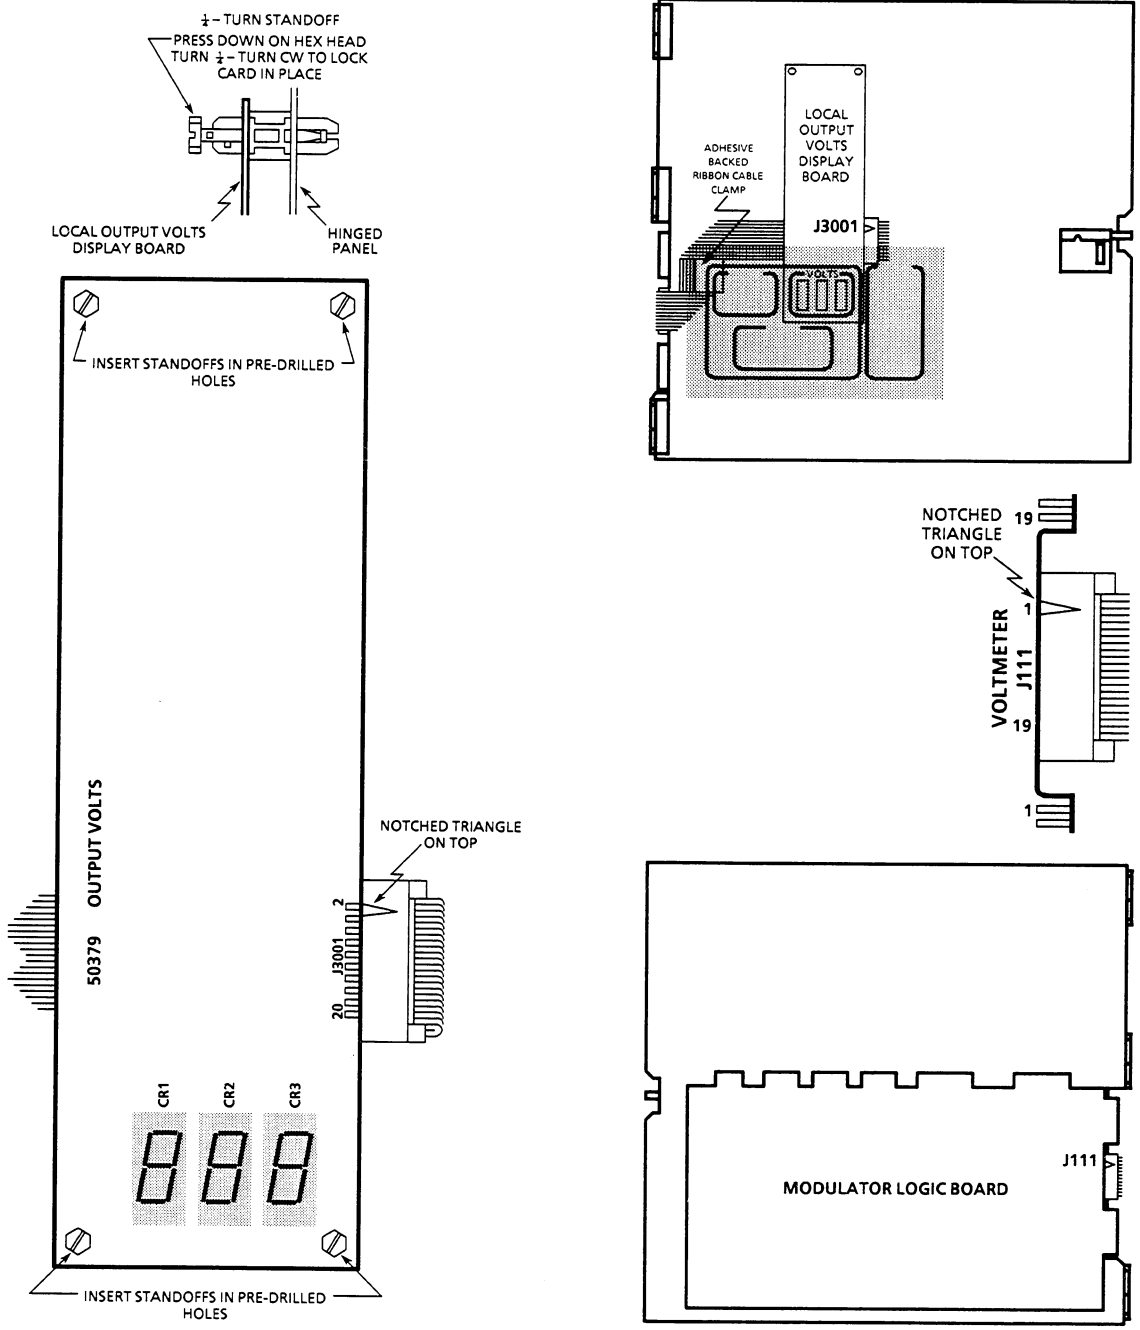 ¼-TURN STANDOFF
PRESS DOWN ON HEX HEAD
TURN ¼-TURN CW TO LOCK
CARD IN PLACE
LOCAL OUTPUT VOLTS
DISPLAY BOARD
HINGED
PANEL
INSERT STANDOFFS IN PRE-DRILLED
HOLES
50379 OUTPUT VOLTS
NOTCHED TRIANGLE
ON TOP
2
J3001
20
CR1
CR2
CR3
INSERT STANDOFFS IN PRE-DRILLED
HOLES
LOCAL
OUTPUT
VOLTS
DISPLAY
BOARD
ADHESIVE
BACKED
RIBBON CABLE
CLAMP
J3001
VOLTS
NOTCHED
TRIANGLE
ON TOP
19
1
VOLTMETER
J111
19
1
J111
MODULATOR LOGIC BOARD